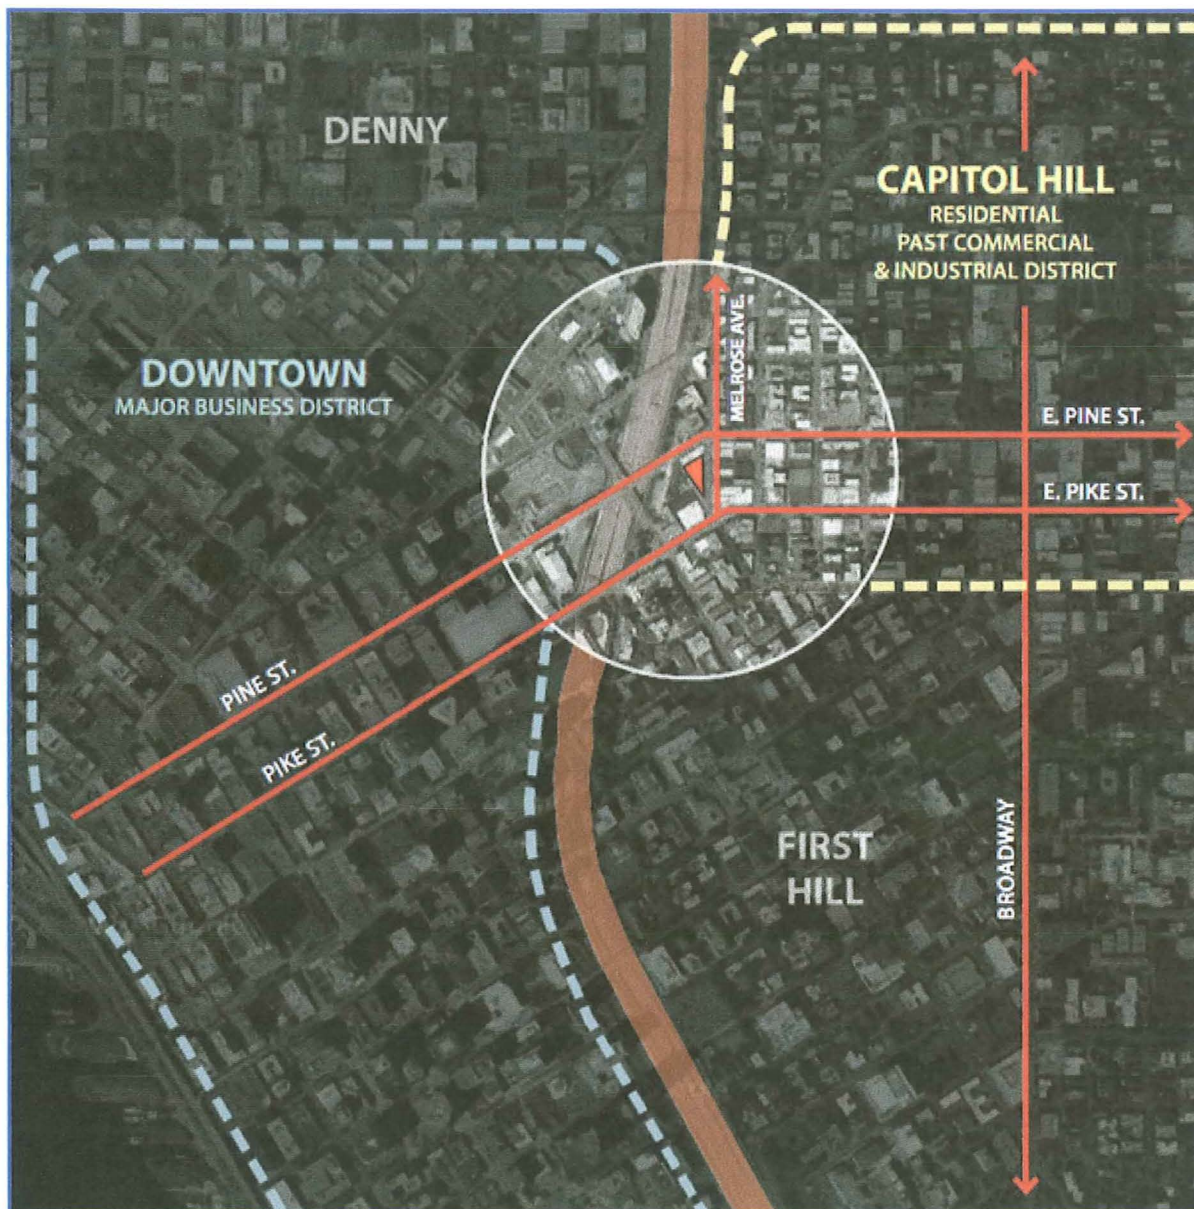 DENNY
CAPITOL HILL
RESIDENTIAL
PAST COMMERCIAL
& INDUSTRIAL DISTRICT
DOWNTOWN
MAJOR BUSINESS DISTRICT
MELROSE AVE.
E. PINE ST.
E. PIKE ST.
PINE ST.
PIKE ST.
FIRST
HILL
BROADWAY